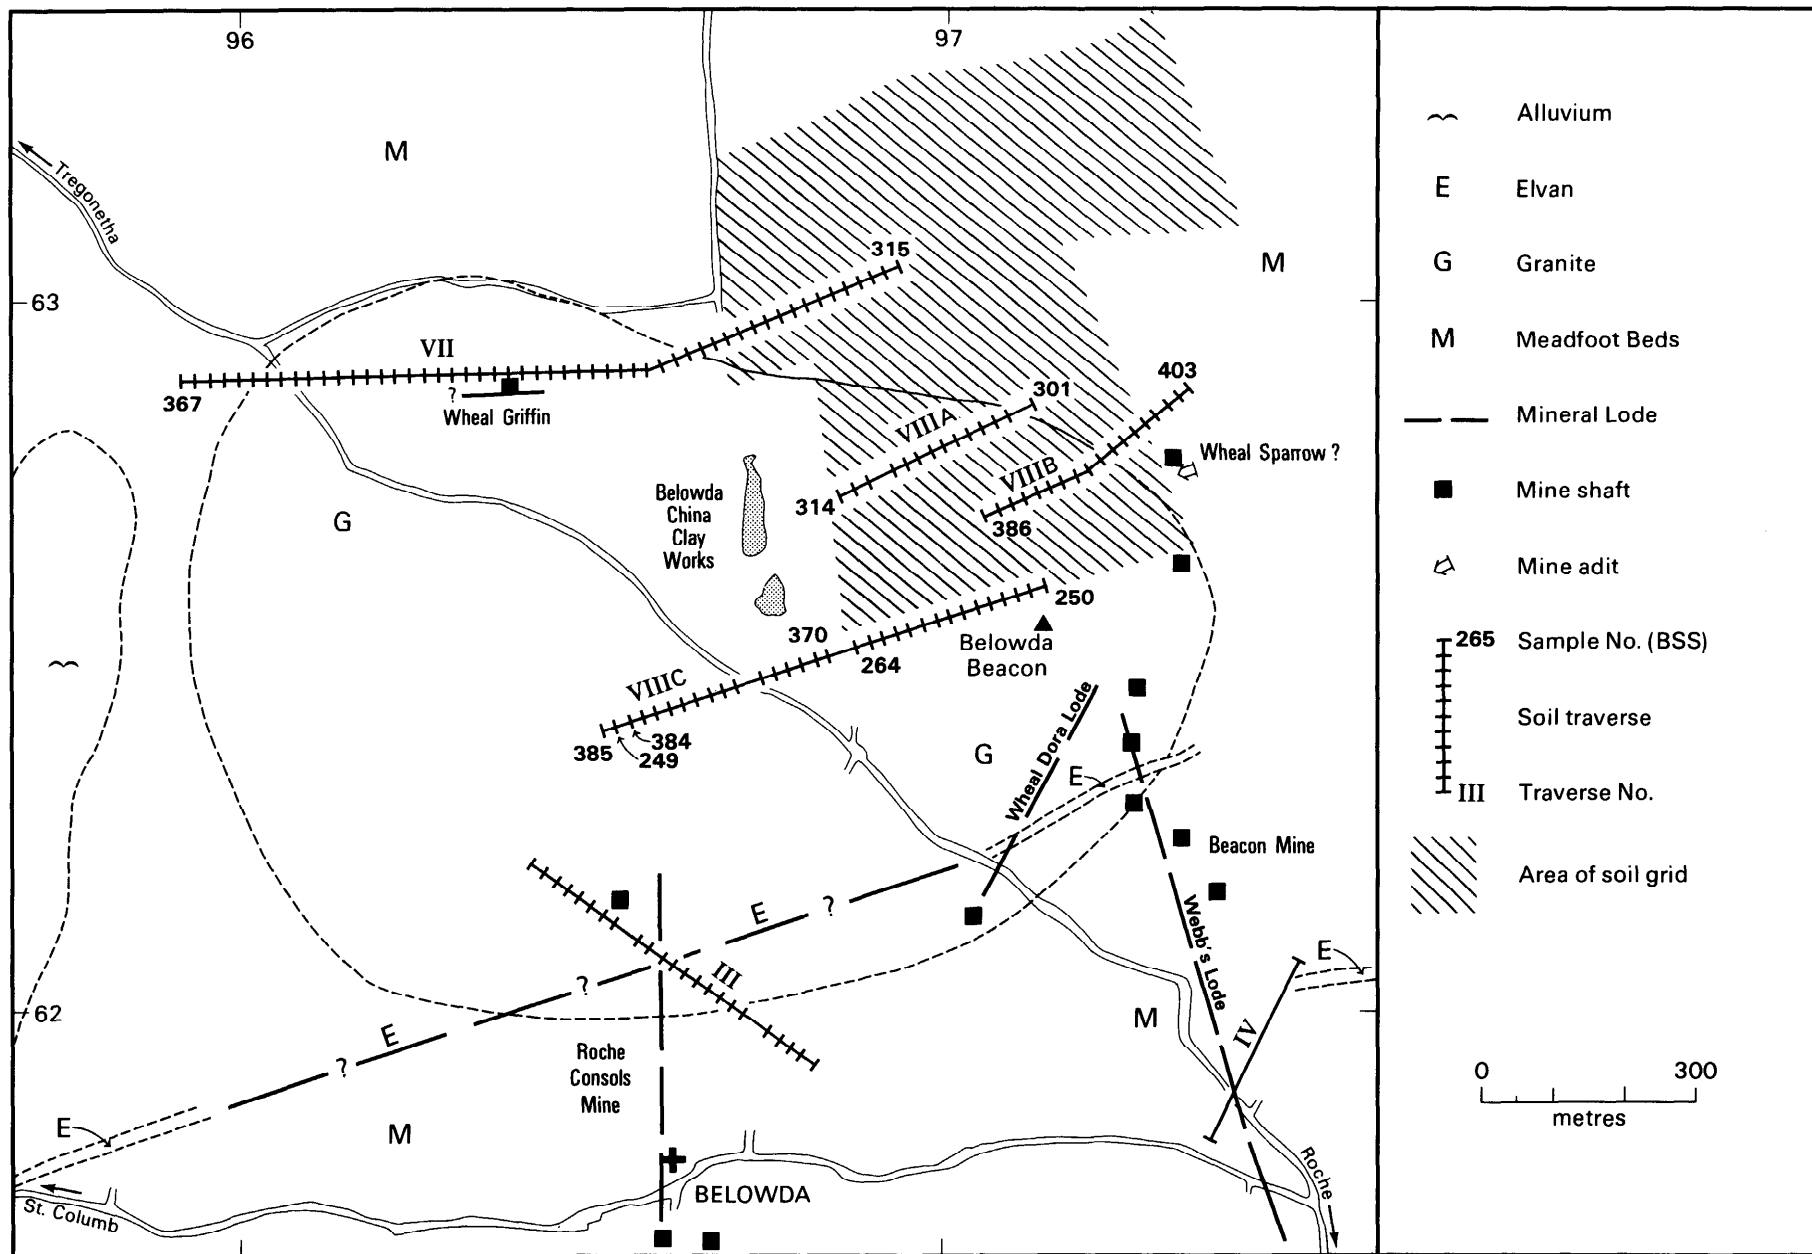 96
97
M
Tregonetha
315
M
63
VII
403
301
367
?
Wheal Griffin
VIIIA
Wheal Sparrow ?
VIIIB
Belowda
China
Clay
Works
314
386
G
250
370
Belowda
Beacon
264
VIIIC
385
384
249
G
Wheal Dora Lode
E
Beacon Mine
E
?
Webb's Lode
E
III
?
62
M
IV
E
?
Roche
Consols
Mine
E
M
Roche
BELOWDA
St. Columb
Alluvium
E
Elvan
G
Granite
M
Meadfoot Beds
Mineral Lode
Mine shaft
Mine adit
265
Sample No. (BSS)
Soil traverse
III
Traverse No.
Area of soil grid
0
300
metres